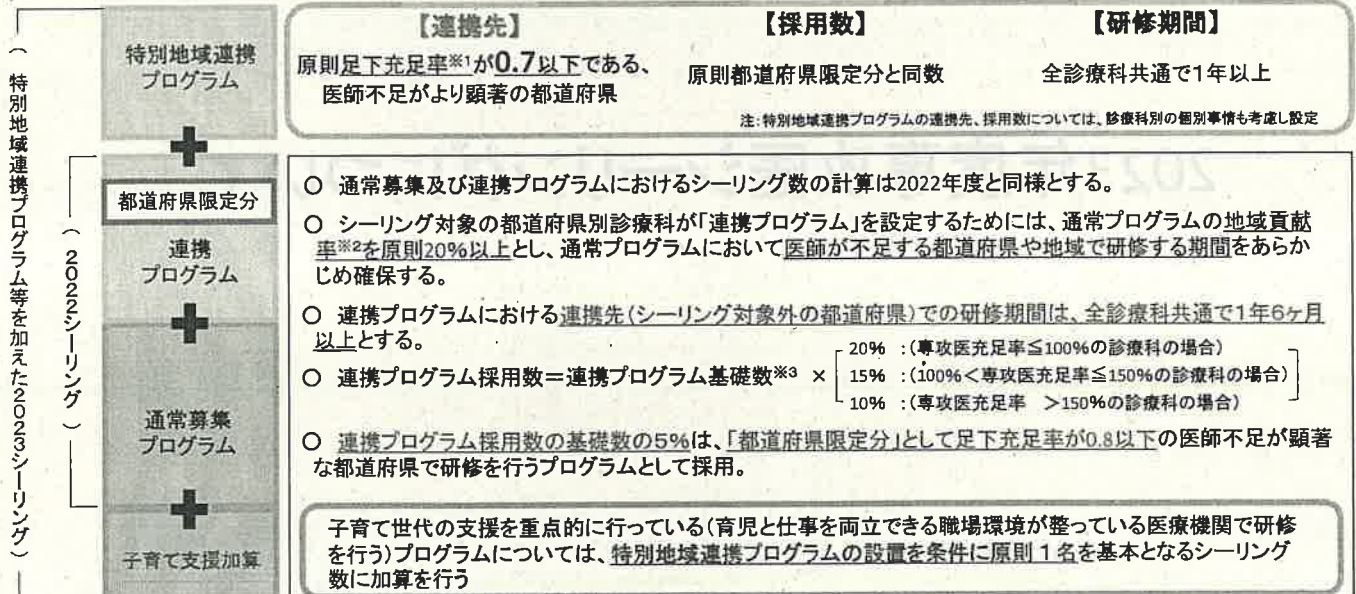 （特別地域連携プログラム等を加えた2023シーリング）
（2022シーリング）
特別地域連携
プログラム
都道府県限定分
連携
プログラム
通常募集
プログラム
子育て支援加算
【連携先】
原則足下充足率※1が0.7以下である、
医師不足がより顕著の都道府県
【採用数】
原則都道府県限定分と同数
【研修期間】
全診療科共通で1年以上
注：特別地域連携プログラムの連携先、採用数については、診療科別の個別事情も考慮し設定
○ 通常募集及び連携プログラムにおけるシーリング数の計算は2022年度と同様とする。
○ シーリング対象の都道府県別診療科が「連携プログラム」を設定するためには、通常プログラムの地域貢献
率※2を原則20%以上とし、通常プログラムにおいて医師が不足する都道府県や地域で研修する期間をあらか
じめ確保する。
○ 連携プログラムにおける連携先（シーリング対象外の都道府県）での研修期間は、全診療科共通で1年6ヶ月
以上とする。
○ 連携プログラム採用数＝連携プログラム基礎数※3 ×
20% ：（専攻医充足率≦100%の診療科の場合）
15% ：（100%＜専攻医充足率≦150%の診療科の場合）
10% ：（専攻医充足率 ＞150%の診療科の場合）
○ 連携プログラム採用数の基礎数の5%は、「都道府県限定分」として足下充足率が0.8以下の医師不足が顕著
な都道府県で研修を行うプログラムとして採用。
子育て世代の支援を重点的に行っている（育児と仕事を両立できる職場環境が整っている医療機関で研修
を行う）プログラムについては、特別地域連携プログラムの設置を条件に原則１名を基本となるシーリング
数に加算を行う